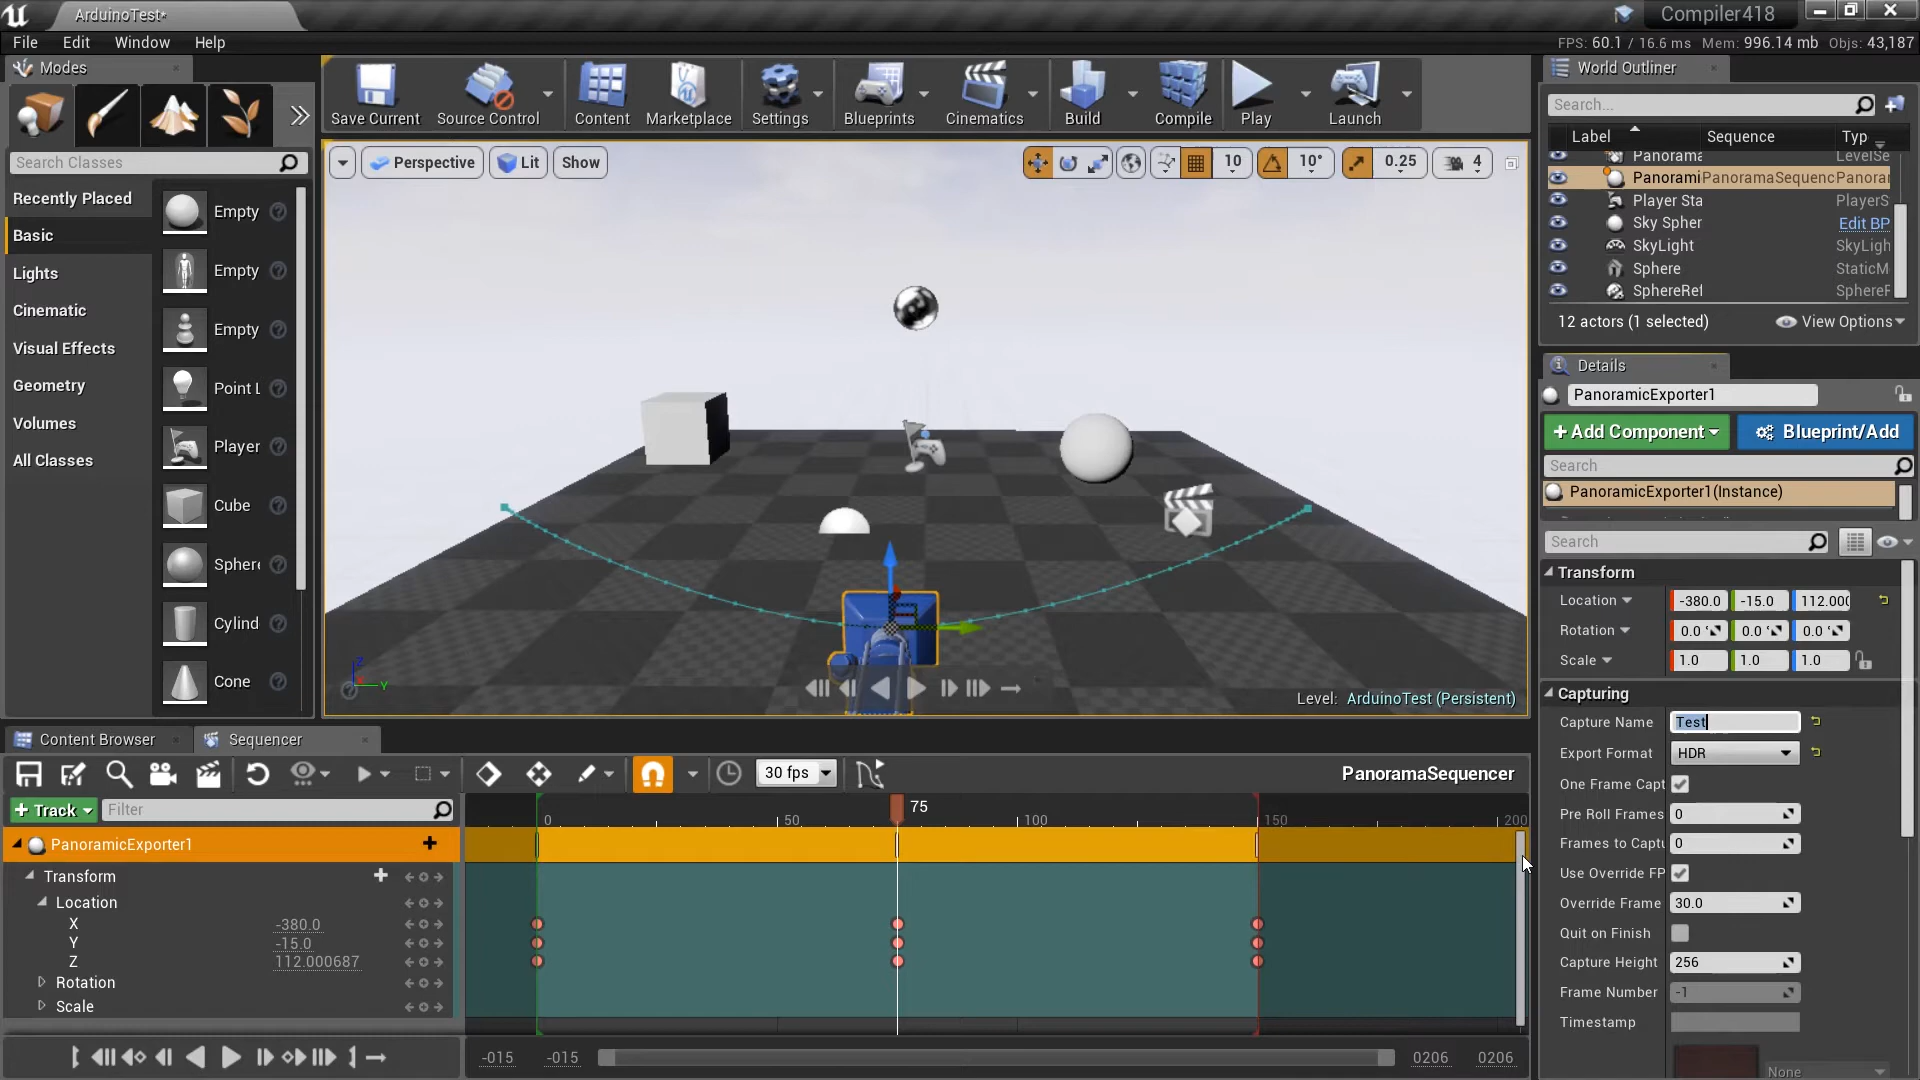 ArduinoTest*
Compiler418
File Edit Window Help
FPS: 60.1 / 16.6 ms Mem: 996.14 mb Objs: 43,187
Modes
Save Current Source Control Content Marketplace Settings Blueprints Cinematics Build Compile Play Launch
Search Classes
Recently Placed
Basic
Lights
Cinematic
Visual Effects
Geometry
Volumes
All Classes
Empty
Empty
Empty
Point L
Player
Cube
Sphere
Cylind
Cone
Perspective Lit Show
10 10° 0.25 4
Z
Y
Level: ArduinoTest (Persistent)
World Outliner
Search...
Label Sequence Typ
Panorama LevelSe
Panorami PanoramaSequenc Panorar
Player Sta PlayerS
Sky Spher Edit BP
SkyLight SkyLigh
Sphere StaticM
SphereRef SphereR
12 actors (1 selected) View Options
Details
PanoramicExporter1
+ Add Component Blueprint/Add
Search
PanoramicExporter1(Instance)
Search
Transform
Location -380.0 -15.0 112.000
Rotation 0.0 ° 0.0 ° 0.0 °
Scale 1.0 1.0 1.0
Capturing
Capture Name Test
Export Format HDR
One Frame Capt
Pre Roll Frames 0
Frames to Captu 0
Use Override FP
Override Frame 30.0
Quit on Finish
Capture Height 256
Frame Number -1
Timestamp
None
Content Browser Sequencer
30 fps
PanoramaSequencer
+ Track Filter
75
0 50 100 150 200
PanoramicExporter1
Transform
Location
X -380.0
Y -15.0
Z 112.000687
Rotation
Scale
-015 -015 0206 0206